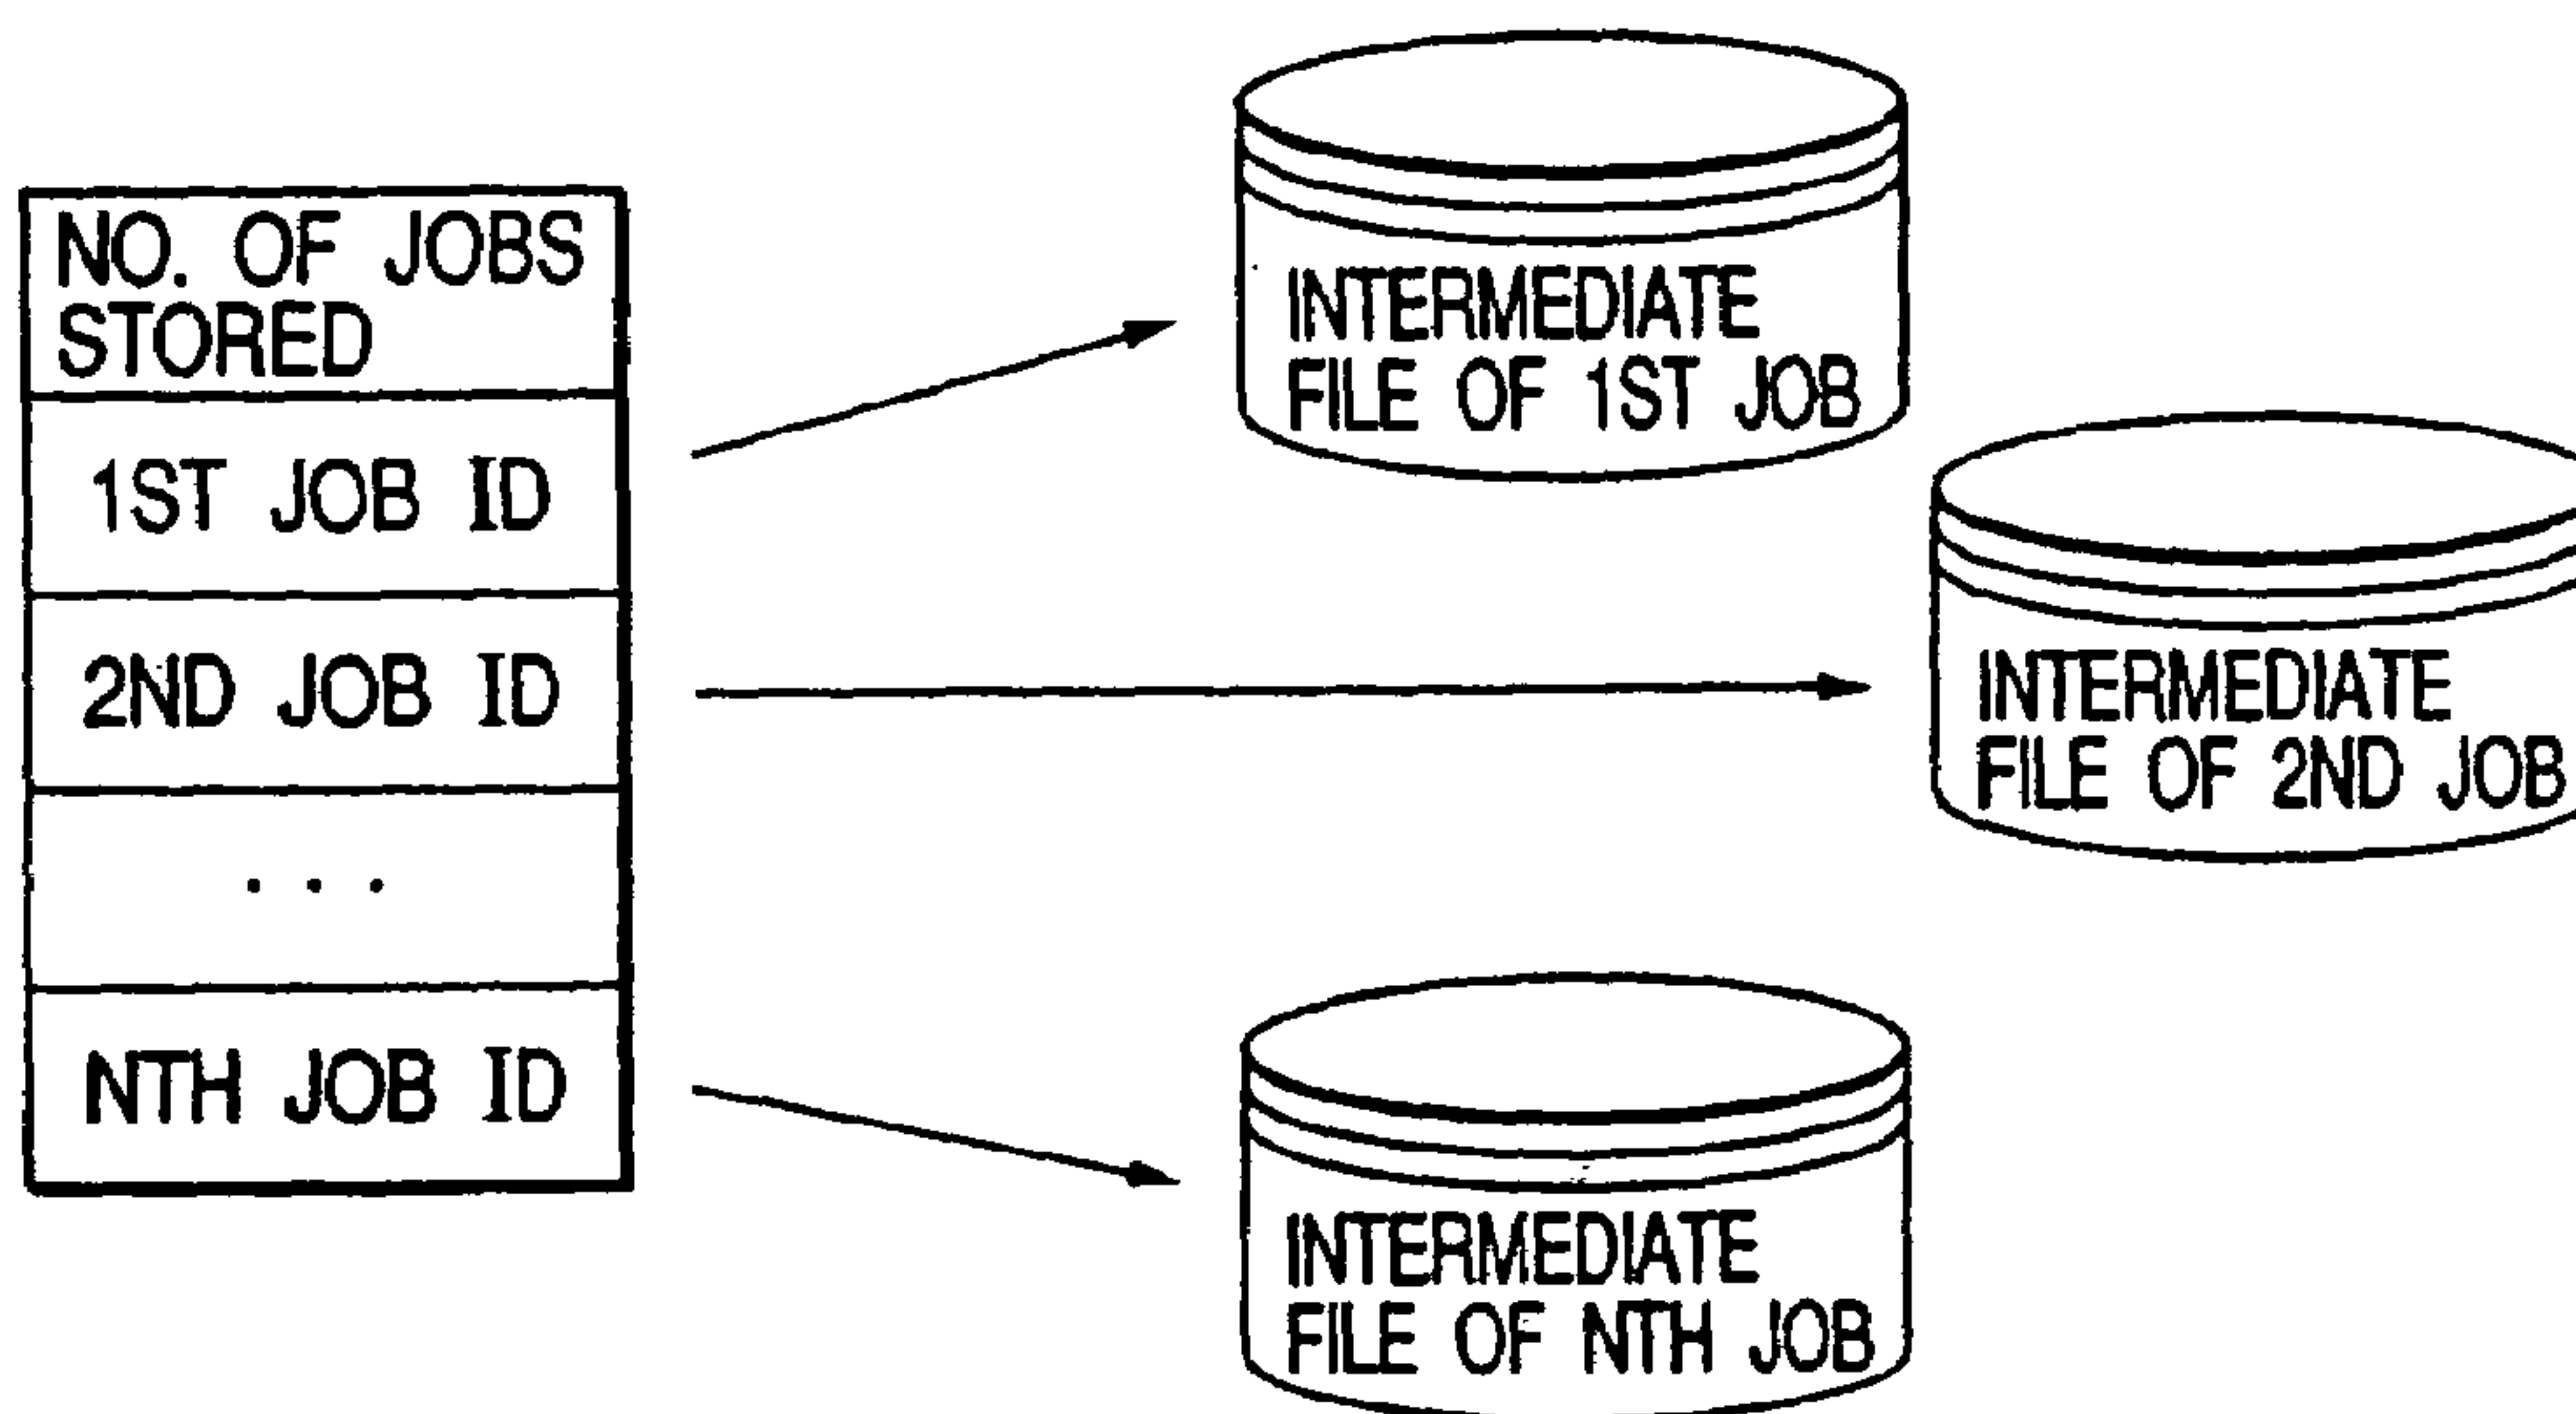 NO. OF JOBS
STORED
1ST JOB ID
2ND JOB ID
. . .
NTH JOB ID
INTERMEDIATE
FILE OF 1ST JOB
INTERMEDIATE
FILE OF 2ND JOB
INTERMEDIATE
FILE OF NTH JOB